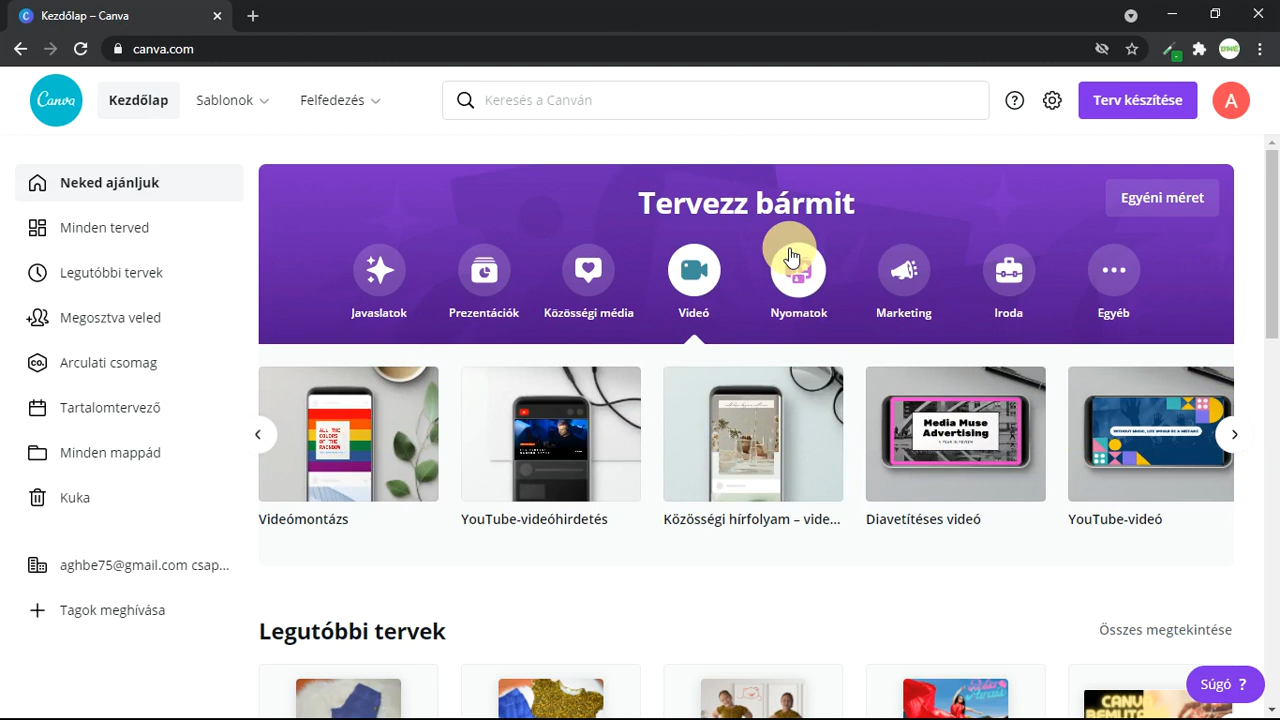 Kezdőlap – Canva
canva.com
Canva
Kezdőlap
Sablonok
Felfedezés
Keresés a Canván
Terv készítése
A
Neked ajánljuk
Minden terved
Legutóbbi tervek
Megosztva veled
Arculati csomag
Tartalomtervező
Minden mappád
Kuka
aghbe75@gmail.com csap...
Tagok meghívása
Tervezz bármit
Egyéni méret
Javaslatok
Prezentációk
Közösségi média
Videó
Nyomatok
Marketing
Iroda
Egyéb
ALL THE
COLORS
OF THE
RAINBOW
Media Muse
Advertising
Videómontázs
YouTube-videóhirdetés
Közösségi hírfolyam – vide...
Diavetítéses videó
YouTube-videó
Legutóbbi tervek
Összes megtekintése
Súgó ?